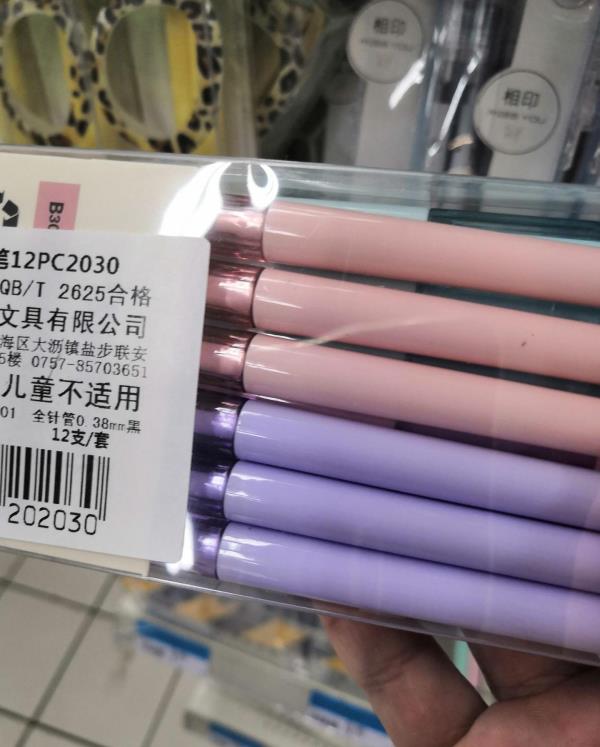 相印
相印
B30
笔12PC2030
QB/T 2625合格
文具有限公司
海区大沥镇盐步联安
5楼 0757-85703651
儿童不适用
01 全针管0.38mm黑
12支/套
202030